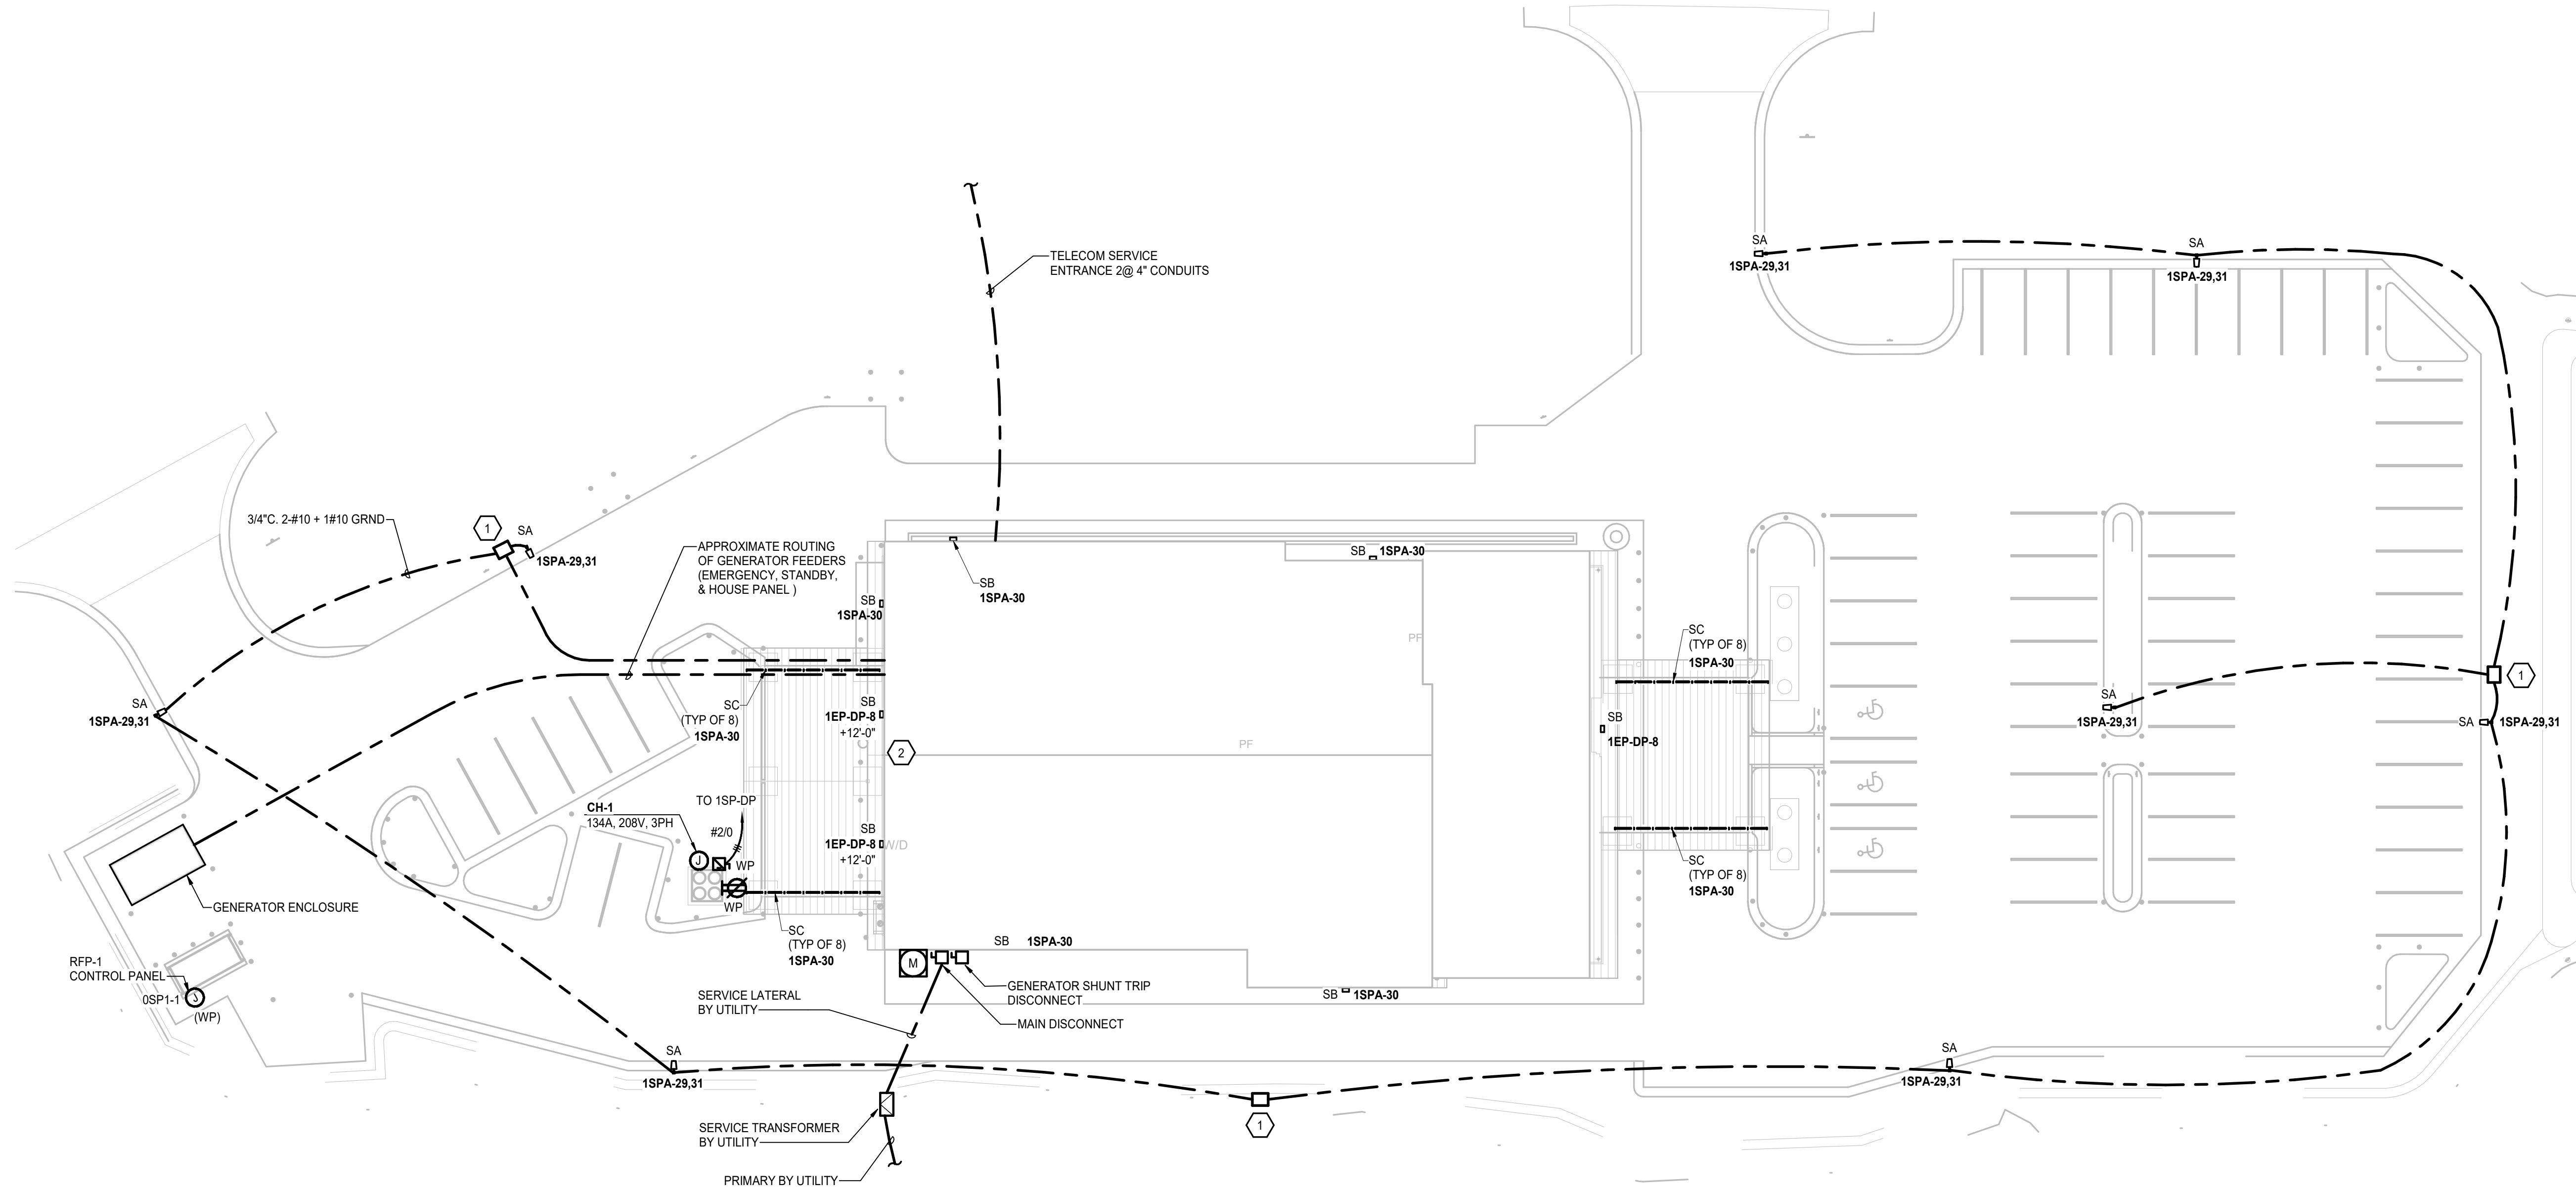 TELECOM SERVICE
ENTRANCE 2@ 4" CONDUITS
SA
1SPA-29,31
SA
1SPA-29,31
3/4"C. 2-#10 + 1#10 GRND
1
SA
1SPA-29,31
APPROXIMATE ROUTING
OF GENERATOR FEEDERS
(EMERGENCY, STANDBY,
& HOUSE PANEL )
SB
1SPA-30
SB
1SPA-30
SB 1SPA-30
PF
SC
(TYP OF 8)
1SPA-30
SA
1SPA-29,31
SC
(TYP OF 8)
1SPA-30
SB
1EP-DP-8
+12'-0"
2
PF
SB
1EP-DP-8
SA
1SPA-29,31
1
SA 1SPA-29,31
CH-1
134A, 208V, 3PH
TO 1SP-DP
#2/0
J
WP
WP
SB
1EP-DP-8
+12'-0"
W/D
SC
(TYP OF 8)
1SPA-30
GENERATOR ENCLOSURE
SC
(TYP OF 8)
1SPA-30
SB 1SPA-30
M
RFP-1
CONTROL PANEL
0SP1-1
J
(WP)
GENERATOR SHUNT TRIP
DISCONNECT
MAIN DISCONNECT
SB 1SPA-30
SERVICE LATERAL
BY UTILITY
SA
1SPA-29,31
SA
1SPA-29,31
1
SERVICE TRANSFORMER
BY UTILITY
PRIMARY BY UTILITY